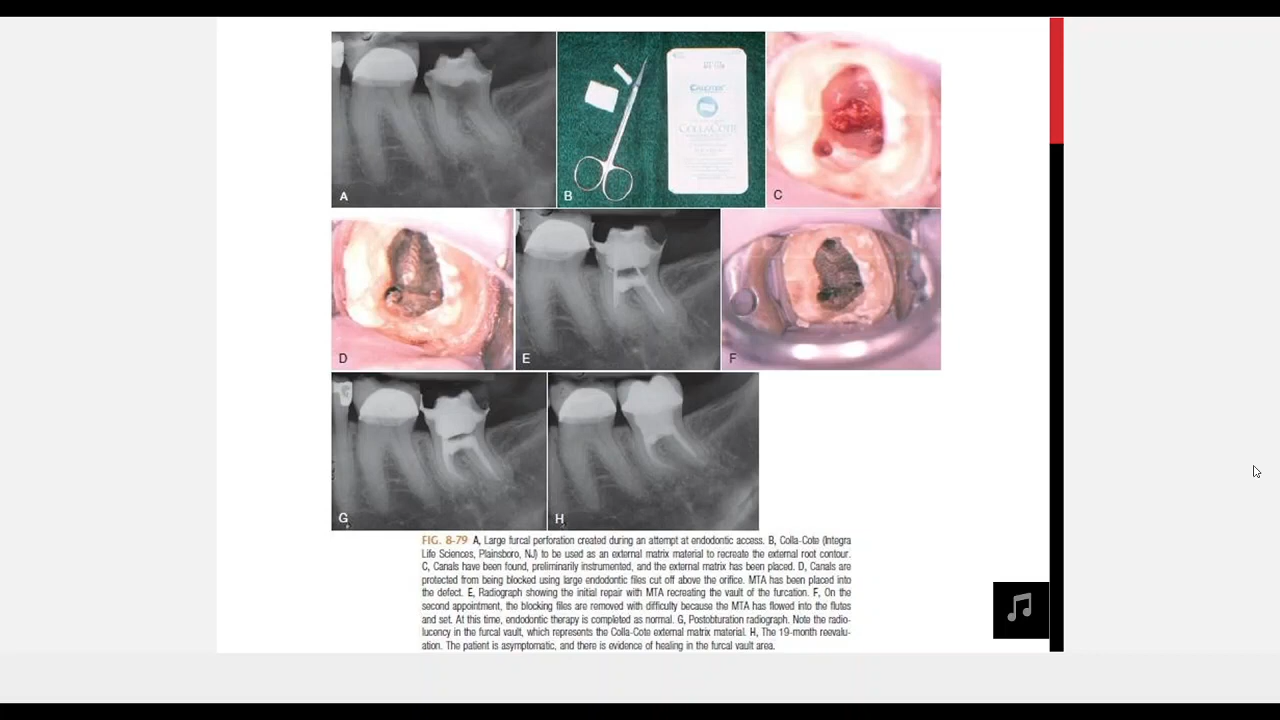 A
B
COLLACOTE
C
D
E
F
G
H
FIG. 8-79 A, Large furcal perforation created during an attempt at endodontic access. B, Colla-Cote (Integra
Life Sciences, Plainsboro, NJ) to be used as an external matrix material to recreate the external root contour.
C, Canals have been found, preliminarily instrumented, and the external matrix has been placed. D, Canals are
protected from being blocked using large endodontic files cut off above the orifice. MTA has been placed into
the defect. E, Radiograph showing the initial repair with MTA recreating the vault of the furcation. F, On the
second appointment, the blocking files are removed with difficulty because the MTA has flowed into the flutes
and set. At this time, endodontic therapy is completed as normal. G, Postobturation radiograph. Note the radio-
lucency in the furcal vault, which represents the Colla-Cote external matrix material. H, The 19-month reevalu-
ation. The patient is asymptomatic, and there is evidence of healing in the furcal vault area.